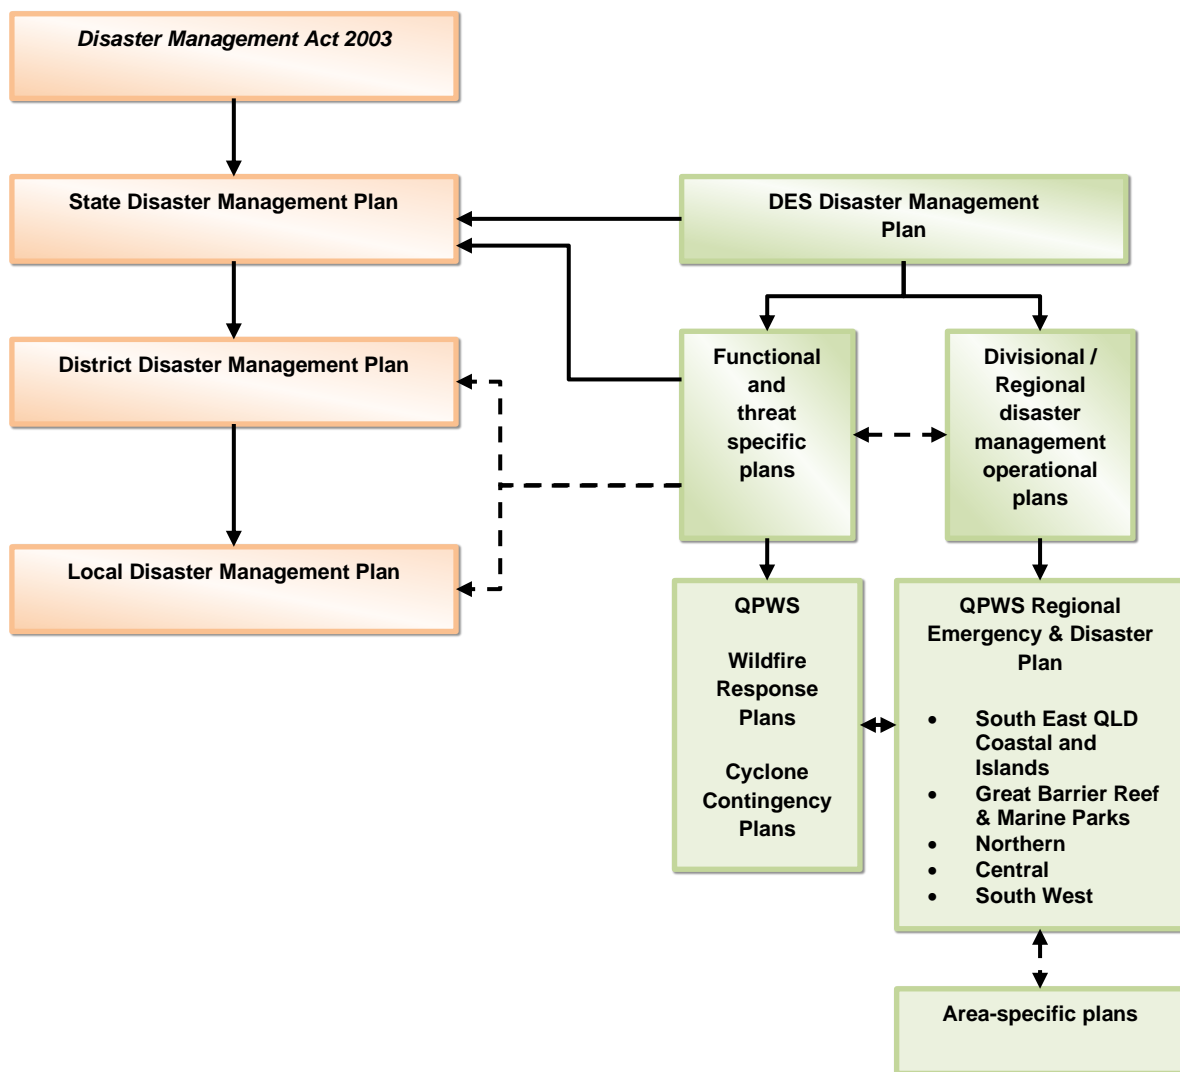 Disaster Management Act 2003
State Disaster Management Plan
DES Disaster Management
Plan
District Disaster Management Plan
Functional
and
threat
specific
plans
Divisional /
Regional
disaster
management
operational
plans
Local Disaster Management Plan
QPWS
Wildfire
Response
Plans
Cyclone
Contingency
Plans
QPWS Regional
Emergency & Disaster
Plan
• South East QLD
Coastal and
Islands
• Great Barrier Reef
& Marine Parks
• Northern
• Central
• South West
Area-specific plans